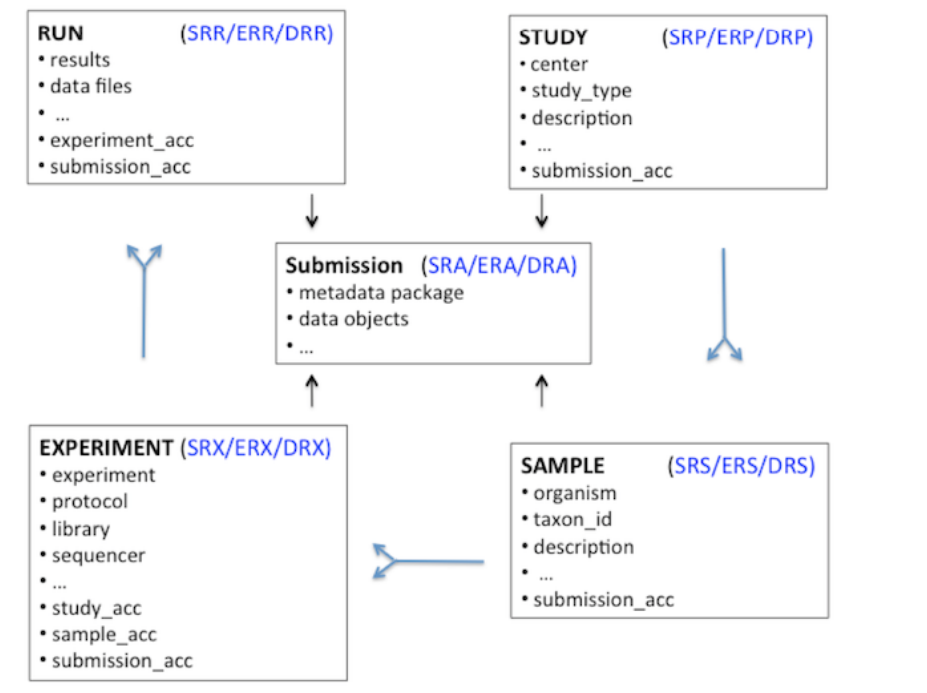 RUN (SRR/ERR/DRR)
• results
• data files
• ...
• experiment_acc
• submission_acc
STUDY (SRP/ERP/DRP)
• center
• study_type
• description
• ...
• submission_acc
Submission (SRA/ERA/DRA)
• metadata package
• data objects
• ...
EXPERIMENT (SRX/ERX/DRX)
• experiment
• protocol
• library
• sequencer
• ...
• study_acc
• sample_acc
• submission_acc
SAMPLE (SRS/ERS/DRS)
• organism
• taxon_id
• description
• ...
• submission_acc